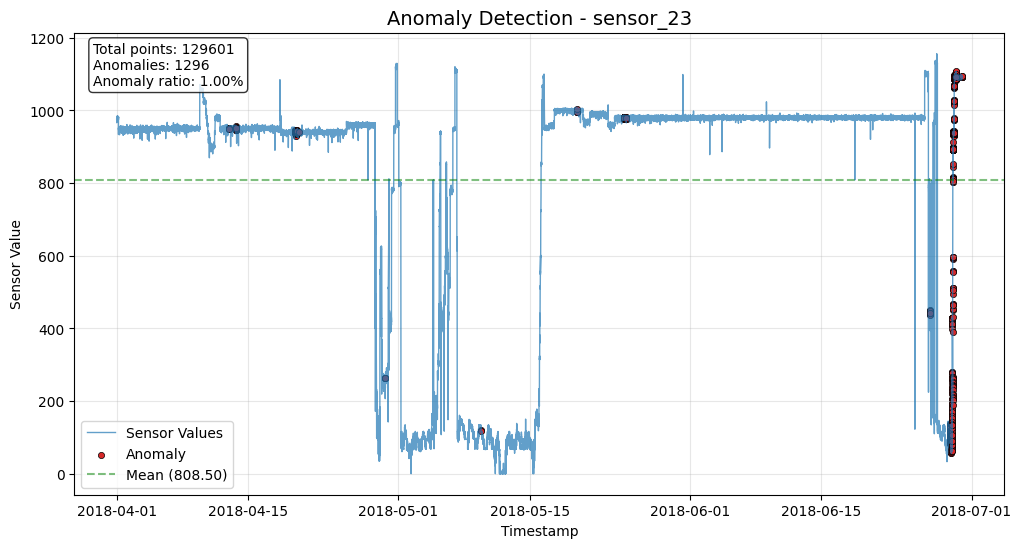 Anomaly Detection - sensor_23
Total points: 129601
Anomalies: 1296
Anomaly ratio: 1.00%
1200
1000
800
600
400
200
0
Sensor Value
Sensor Values
Anomaly
Mean (808.50)
2018-04-01 2018-04-15 2018-05-01 2018-05-15 2018-06-01 2018-06-15 2018-07-01
Timestamp